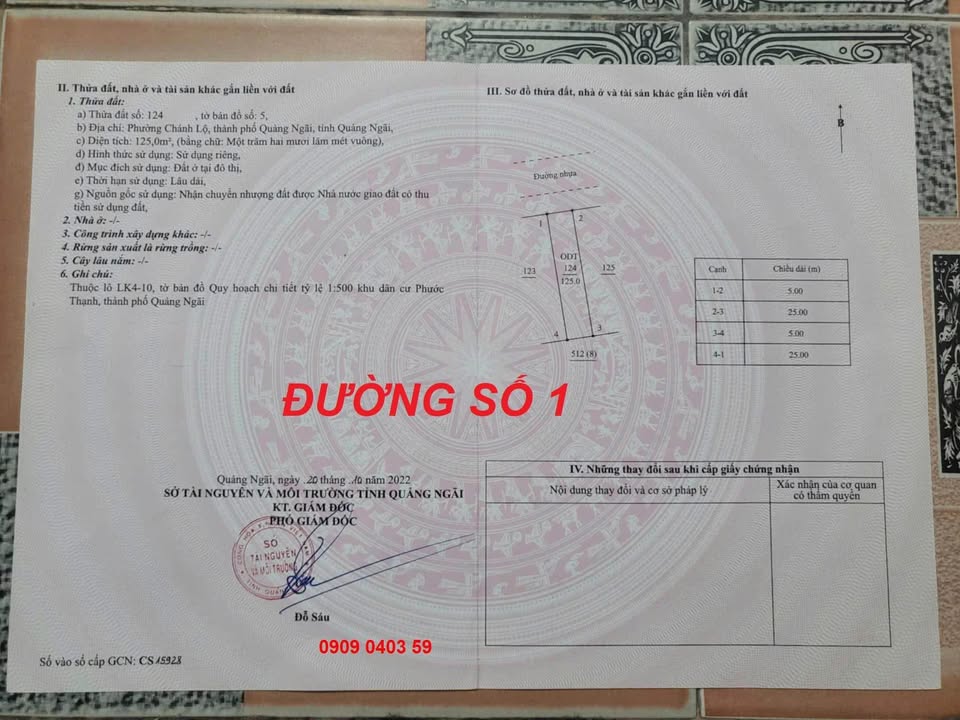 II. Thửa đất, nhà ở và tài sản khác gắn liền với đất
1. Thửa đất:
a) Thửa đất số: 124 , tờ bản đồ số: 5,
b) Địa chỉ: Phường Chánh Lộ, thành phố Quảng Ngãi, tỉnh Quảng Ngãi,
c) Diện tích: 125,0m², (bằng chữ: Một trăm hai mươi lăm mét vuông),
d) Hình thức sử dụng: Sử dụng riêng,
đ) Mục đích sử dụng: Đất ở tại đô thị,
e) Thời hạn sử dụng: Lâu dài,
g) Nguồn gốc sử dụng: Nhận chuyển nhượng đất được Nhà nước giao đất có thu
tiền sử dụng đất,
2. Nhà ở: -/-
3. Công trình xây dựng khác: -/-
4. Rừng sản xuất là rừng trồng: -/-
5. Cây lâu năm: -/-
6. Ghi chú:
Thuộc lô LK4-10, tờ bản đồ Quy hoạch chi tiết tỷ lệ 1:500 khu dân cư Phước
Thạnh, thành phố Quảng Ngãi
III. Sơ đồ thửa đất, nhà ở và tài sản khác gắn liền với đất
B
Đường nhựa
1 2
ODT
123 124 125
125.0
4 3
512 (8)
Cạnh Chiều dài (m)
1-2 5.00
2-3 25.00
3-4 5.00
4-1 25.00
ĐƯỜNG SỐ 1
Quảng Ngãi, ngày 20 tháng 10 năm 2022
SỞ TÀI NGUYÊN VÀ MÔI TRƯỜNG TỈNH QUẢNG NGÃI
KT. GIÁM ĐỐC
PHÓ GIÁM ĐỐC
SỞ
TÀI NGUYÊN
VÀ MÔI TRƯỜNG
Đỗ Sáu
0909 0403 59
Số vào sổ cấp GCN: CS 15928
IV. Những thay đổi sau khi cấp giấy chứng nhận
Nội dung thay đổi và cơ sở pháp lý
Xác nhận của cơ quan
có thẩm quyền